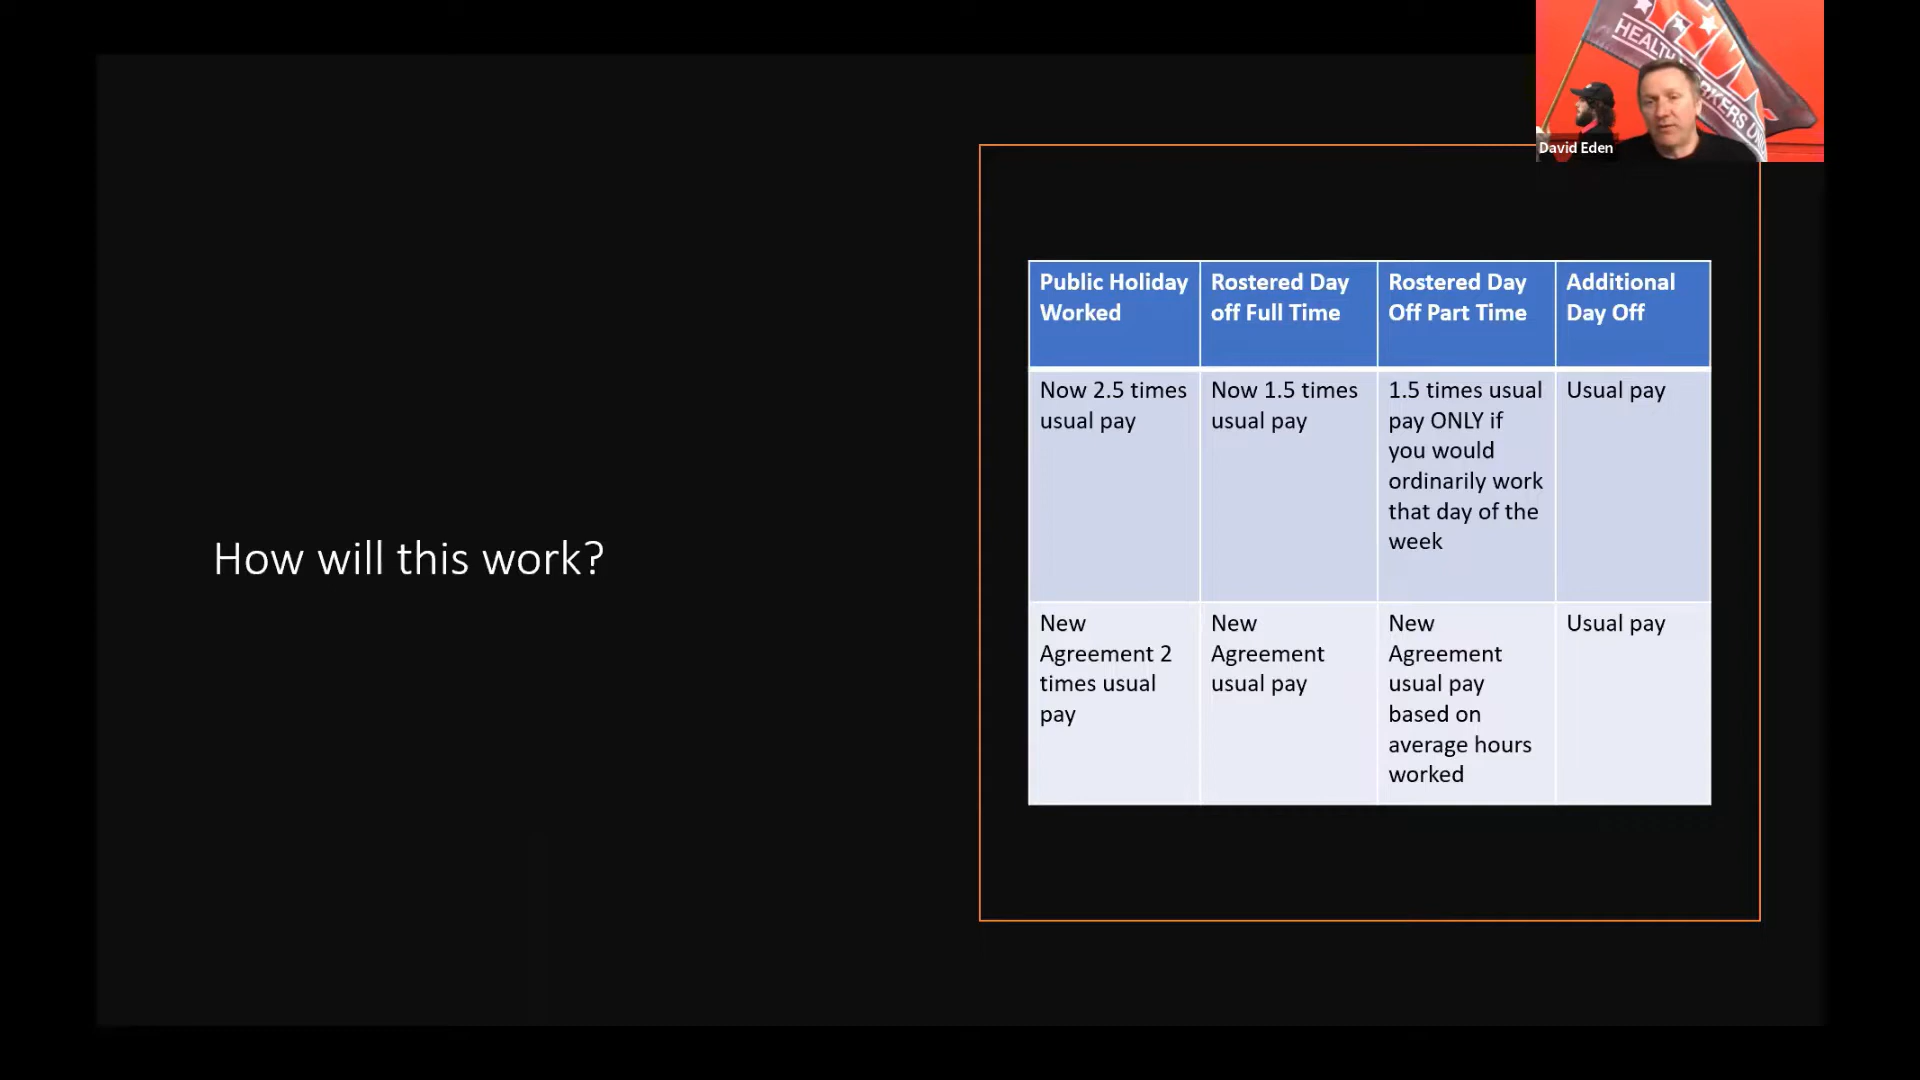 HEALTH
RKERS UNI
David Eden
How will this work?
Public Holiday
Worked
Rostered Day
off Full Time
Rostered Day
Off Part Time
Additional
Day Off
Now 2.5 times
usual pay
Now 1.5 times
usual pay
1.5 times usual
pay ONLY if
you would
ordinarily work
that day of the
week
Usual pay
New
Agreement 2
times usual
pay
New
Agreement
usual pay
New
Agreement
usual pay
based on
average hours
worked
Usual pay